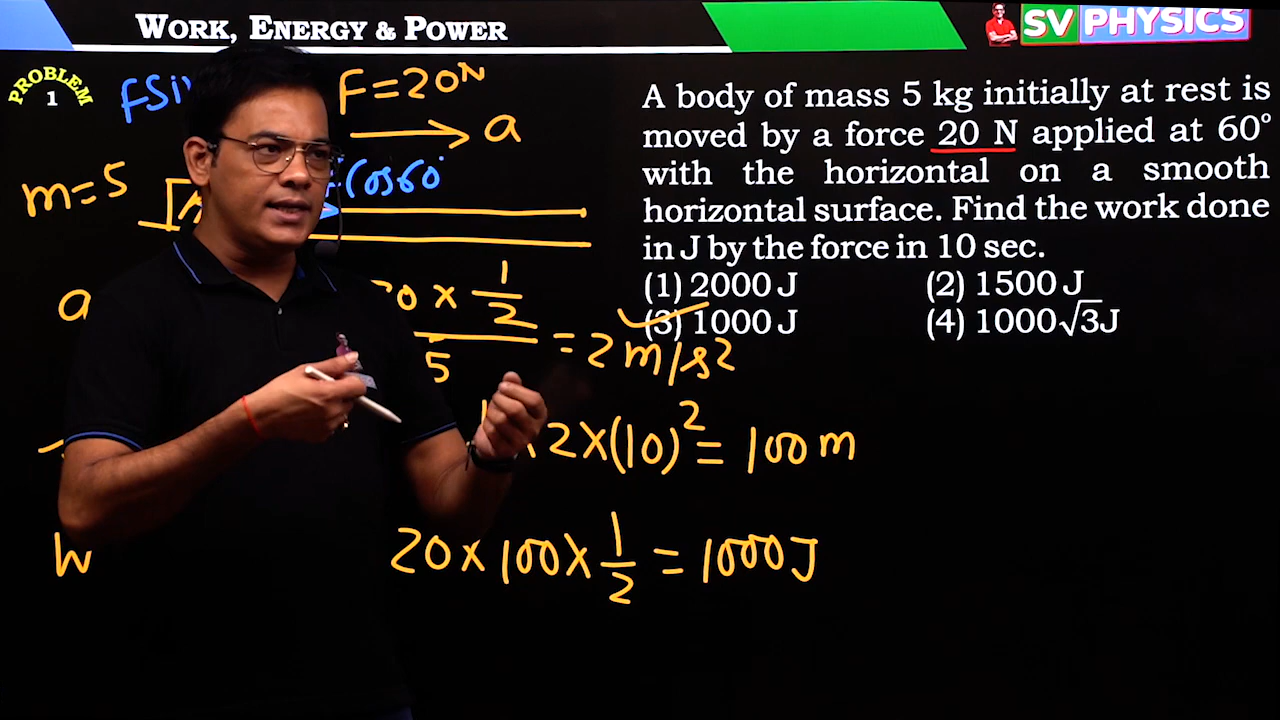 WORK, ENERGY & POWER
SV PHYSICS
PROBLEM
1
A body of mass 5 kg initially at rest is
moved by a force 20 N applied at 60°
with the horizontal on a smooth
horizontal surface. Find the work done
in J by the force in 10 sec.
(1) 2000 J (2) 1500 J
(3) 1000 J (4) 1000√3J
F = 20N
a
Cos60°
m=5
a
× 1/2
5
= 2 m/s2
2×(10)² = 100m
W
20×100×1/2 = 1000J